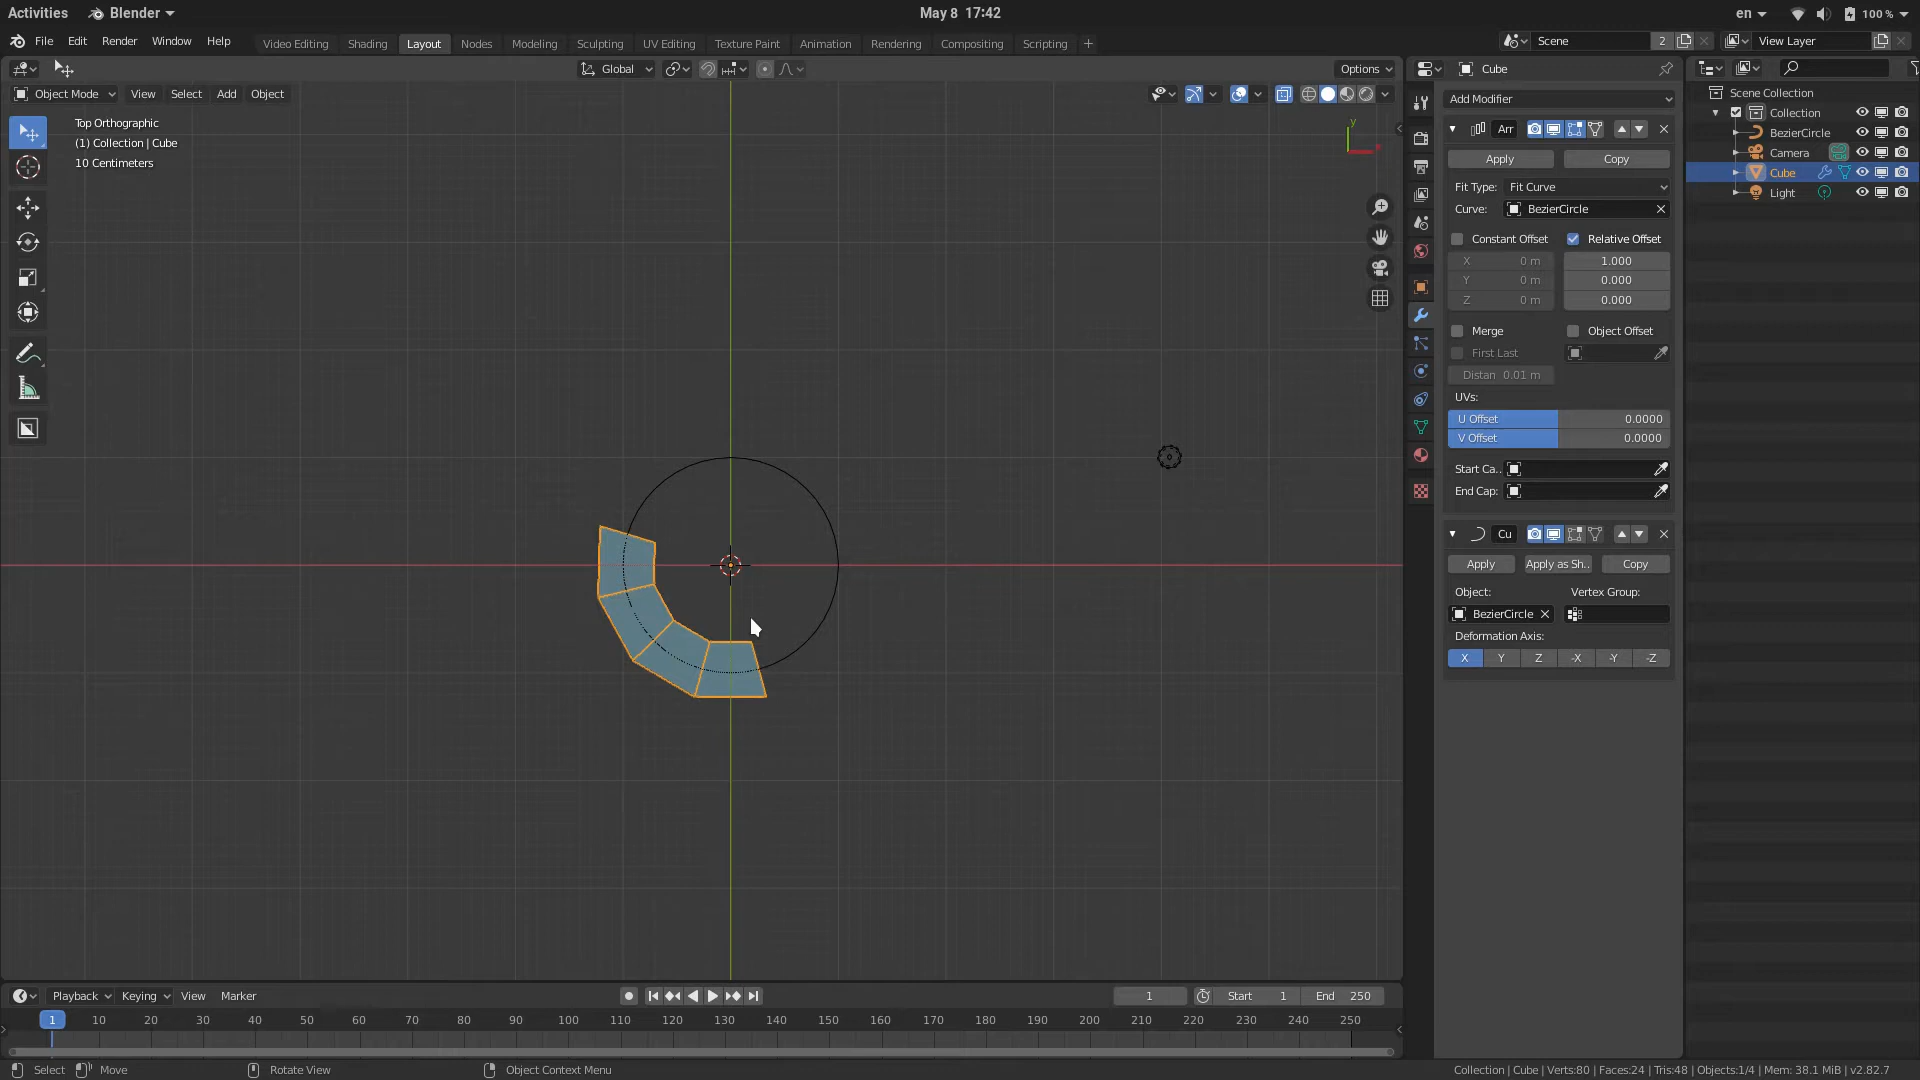 Activities
Blender
May 8 17:42
en
100 %
File Edit Render Window Help
Video Editing Shading Layout Nodes Modeling Sculpting UV Editing Texture Paint Animation Rendering Compositing Scripting +
Scene 2
View Layer
Global
Options
Object Mode View Select Add Object
Top Orthographic
(1) Collection | Cube
10 Centimeters
y
Cube
Add Modifier
Arr
Apply Copy
Fit Type: Fit Curve
Curve: BezierCircle
Constant Offset Relative Offset
X 0 m 1.000
Y 0 m 0.000
Z 0 m 0.000
Merge Object Offset
First Last
Distan 0.01 m
UVs:
U Offset 0.0000
V Offset 0.0000
Start Ca..
End Cap:
Cu
Apply Apply as Sh.. Copy
Object: Vertex Group:
BezierCircle
Deformation Axis:
X Y Z -X -Y -Z
Scene Collection
Collection
BezierCircle
Camera
Cube
Light
Playback Keying View Marker
1 Start 1 End 250
1 10 20 30 40 50 60 70 80 90 100 110 120 130 140 150 160 170 180 190 200 210 220 230 240 250
Select Move Rotate View Object Context Menu
Collection | Cube | Verts:80 | Faces:24 | Tris:48 | Objects:1/4 | Mem: 38.1 MiB | v2.82.7